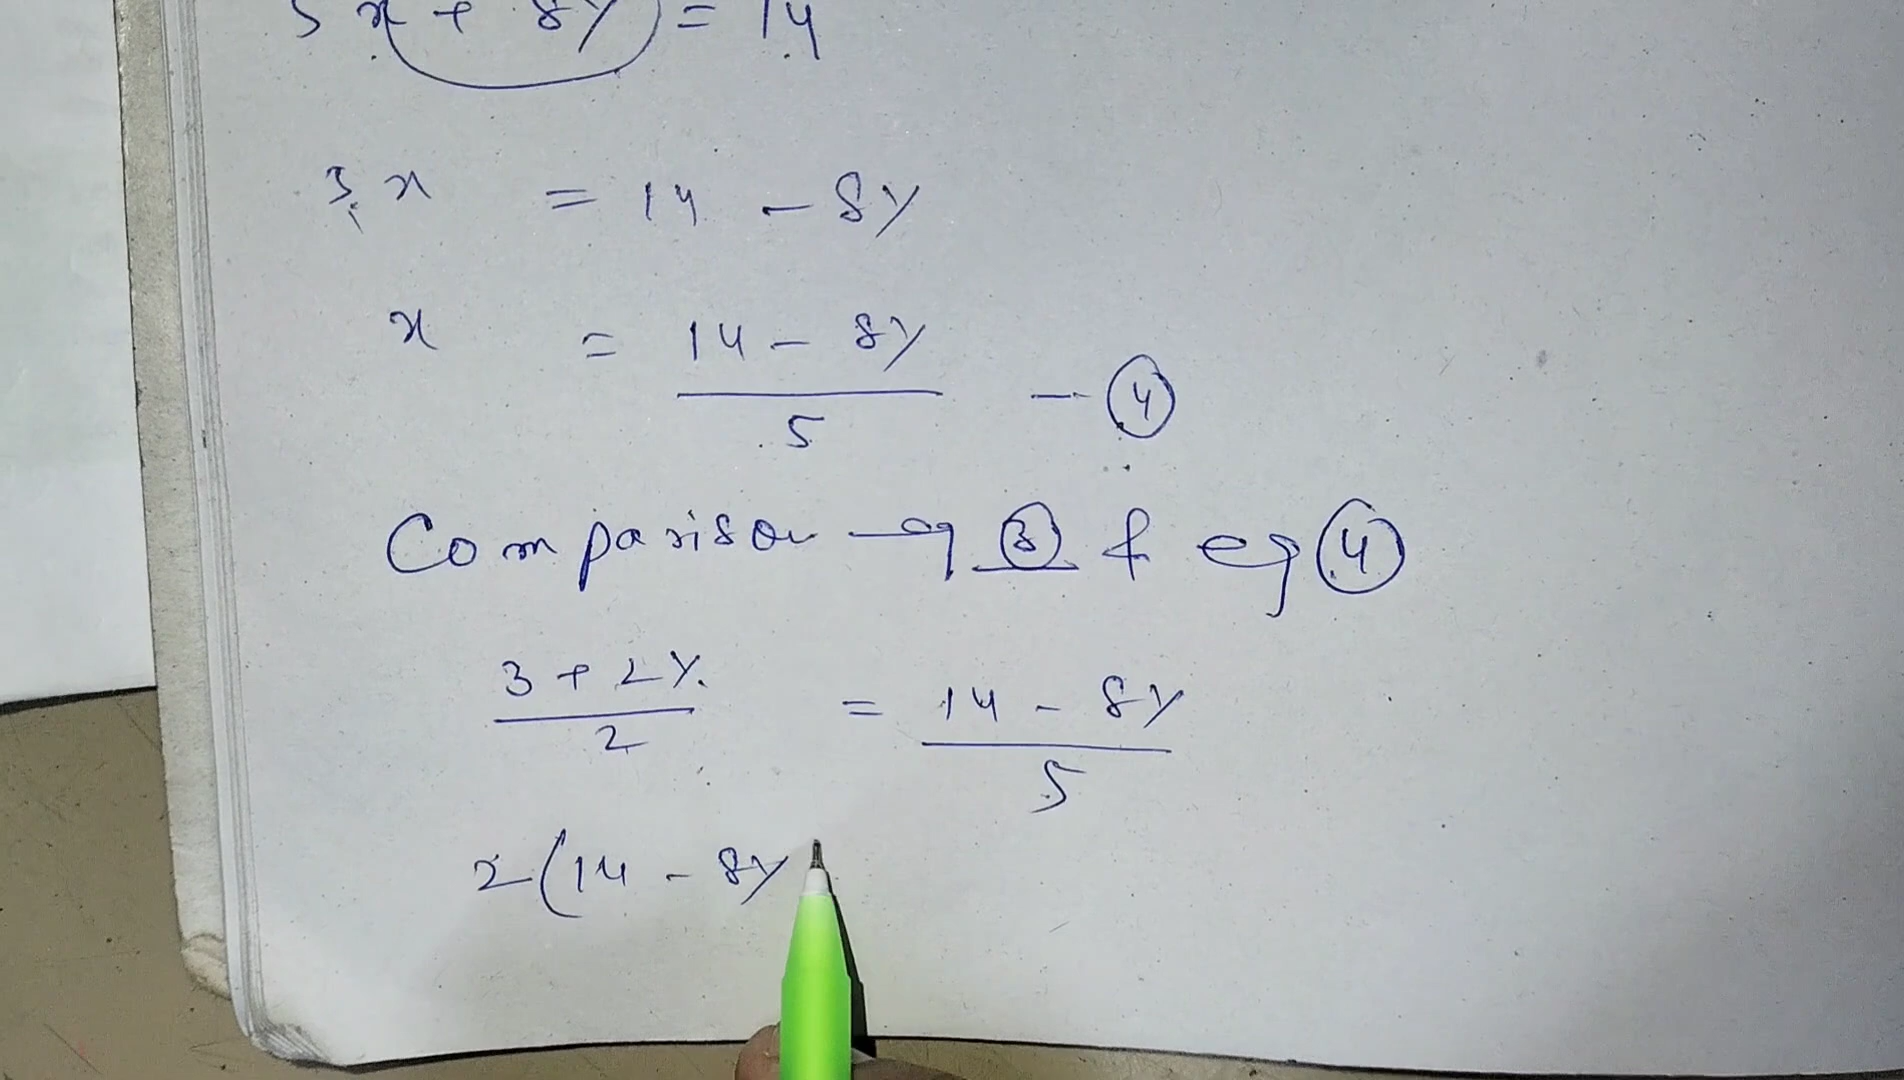 5x + 8y = 14
5x = 14 - 8y
x = 14 - 8y / 5 — ④
Comparison eq ③ & eq ④
3 + 2y / 2 = 14 - 8y / 5
2(14 - 8y